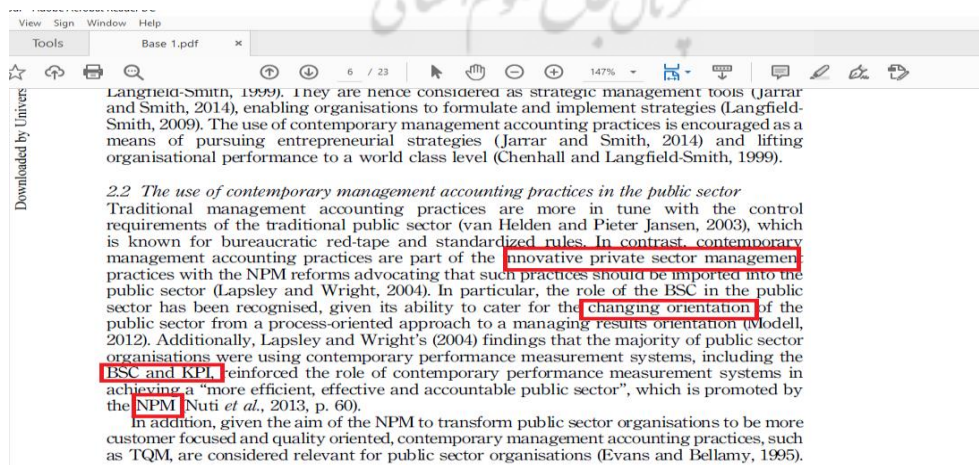 View Sign Window Help
Tools Base 1.pdf ×
6 / 23 147%
Langfield-Smith, 1999). They are hence considered as strategic management tools (Jarrar
and Smith, 2014), enabling organisations to formulate and implement strategies (Langfield-
Smith, 2009). The use of contemporary management accounting practices is encouraged as a
means of pursuing entrepreneurial strategies (Jarrar and Smith, 2014) and lifting
organisational performance to a world class level (Chenhall and Langfield-Smith, 1999).
Downloaded by Univers
2.2 The use of contemporary management accounting practices in the public sector
Traditional management accounting practices are more in tune with the control
requirements of the traditional public sector (van Helden and Pieter Jansen, 2003), which
is known for bureaucratic red-tape and standardized rules. In contrast, contemporary
management accounting practices are part of the innovative private sector management
practices with the NPM reforms advocating that such practices should be imported into the
public sector (Lapsley and Wright, 2004). In particular, the role of the BSC in the public
sector has been recognised, given its ability to cater for the changing orientation of the
public sector from a process-oriented approach to a managing results orientation (Modell,
2012). Additionally, Lapsley and Wright's (2004) findings that the majority of public sector
organisations were using contemporary performance measurement systems, including the
BSC and KPI, reinforced the role of contemporary performance measurement systems in
achieving a "more efficient, effective and accountable public sector", which is promoted by
the NPM (Nuti et al., 2013, p. 60).
In addition, given the aim of the NPM to transform public sector organisations to be more
customer focused and quality oriented, contemporary management accounting practices, such
as TQM, are considered relevant for public sector organisations (Evans and Bellamy, 1995).